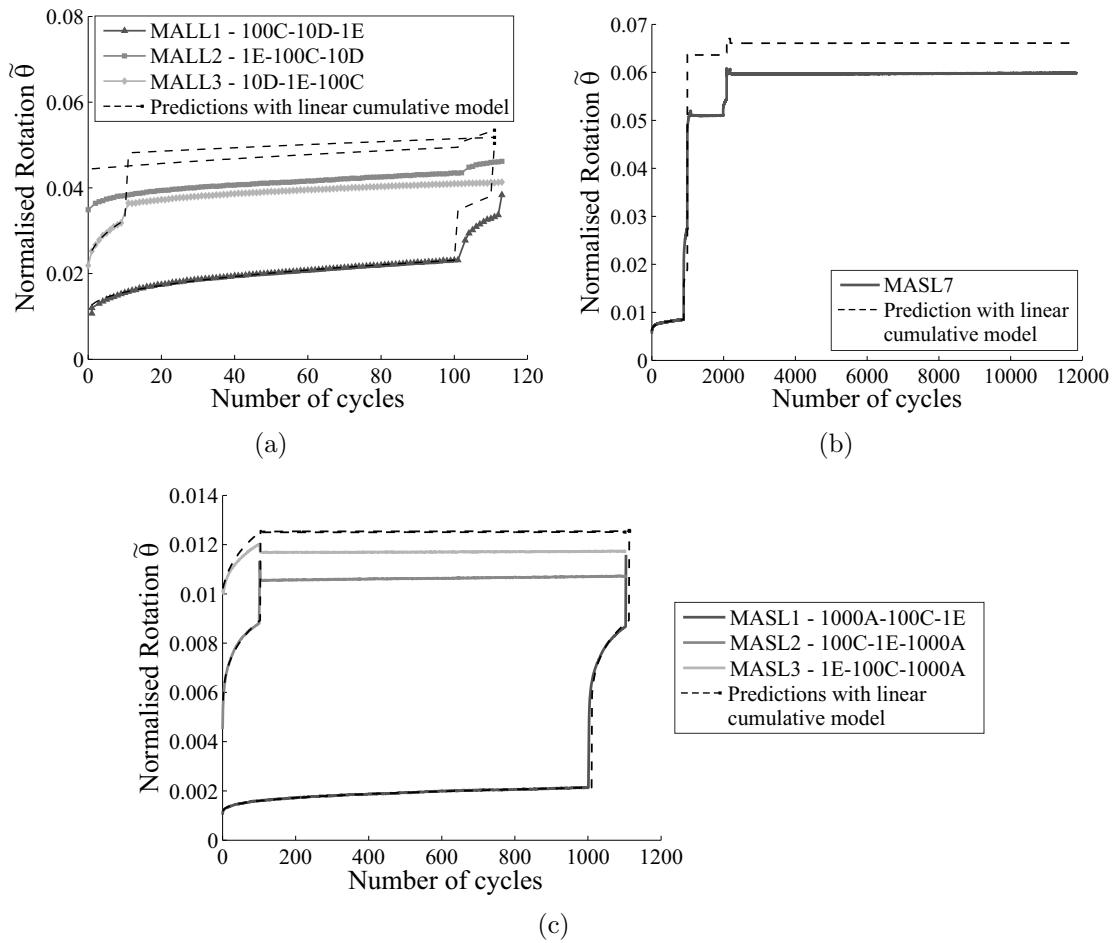 0.08
0.06
0.04
0.02
0
Normalised Rotation θ̃
MALL1 - 100C-10D-1E
MALL2 - 1E-100C-10D
MALL3 - 10D-1E-100C
Predictions with linear cumulative model
0 20 40 60 80 100 120
Number of cycles
(a)
0.07
0.06
0.05
0.04
0.03
0.02
0.01
0
Normalised Rotation θ̃
MASL7
Prediction with linear
cumulative model
0 2000 4000 6000 8000 10000 12000
Number of cycles
(b)
0.014
0.012
0.01
0.008
0.006
0.004
0.002
0
Normalised Rotation θ̃
MASL1 - 1000A-100C-1E
MASL2 - 100C-1E-1000A
MASL3 - 1E-100C-1000A
Predictions with linear
cumulative model
0 200 400 600 800 1000 1200
Number of cycles
(c)